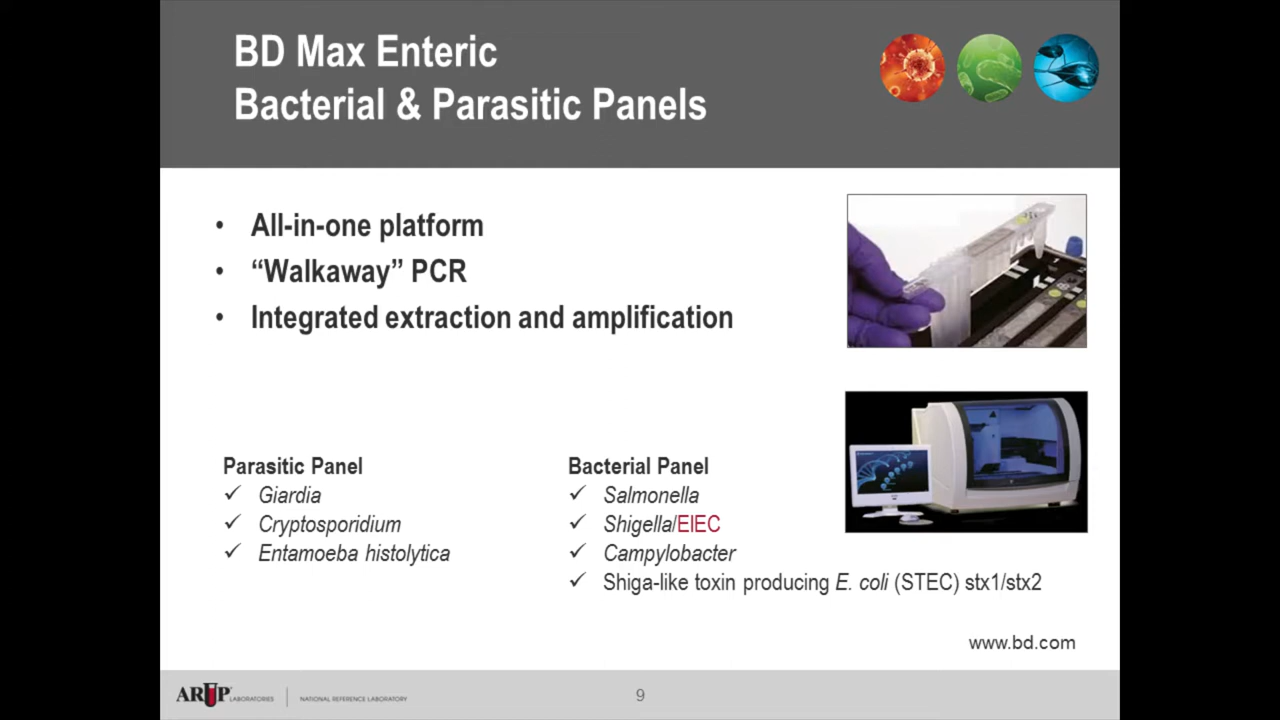 BD Max Enteric
Bacterial & Parasitic Panels
• All-in-one platform
• “Walkaway” PCR
• Integrated extraction and amplification
Parasitic Panel
✓ Giardia
✓ Cryptosporidium
✓ Entamoeba histolytica
Bacterial Panel
✓ Salmonella
✓ Shigella/EIEC
✓ Campylobacter
✓ Shiga-like toxin producing E. coli (STEC) stx1/stx2
www.bd.com
ARUP LABORATORIES | NATIONAL REFERENCE LABORATORY
9